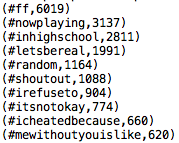 (#ff,6019)
(#nowplaying,3137)
(#inhighschool,2811)
(#letsbereal,1991)
(#random,1164)
(#shoutout,1088)
(#irefuseto,904)
(#itsnotokay,774)
(#icheatedbecause,660)
(#mewithoutyouislike,620)